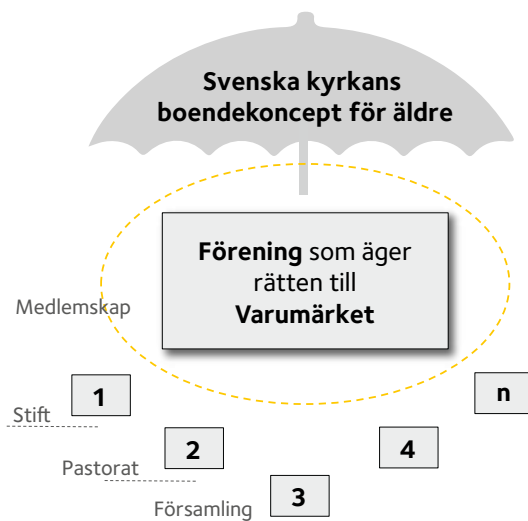 Svenska kyrkans
boendekoncept för äldre
Förening som äger
rätten till
Varumärket
Medlemskap
1
n
Stift
2
4
Pastorat
3
Församling